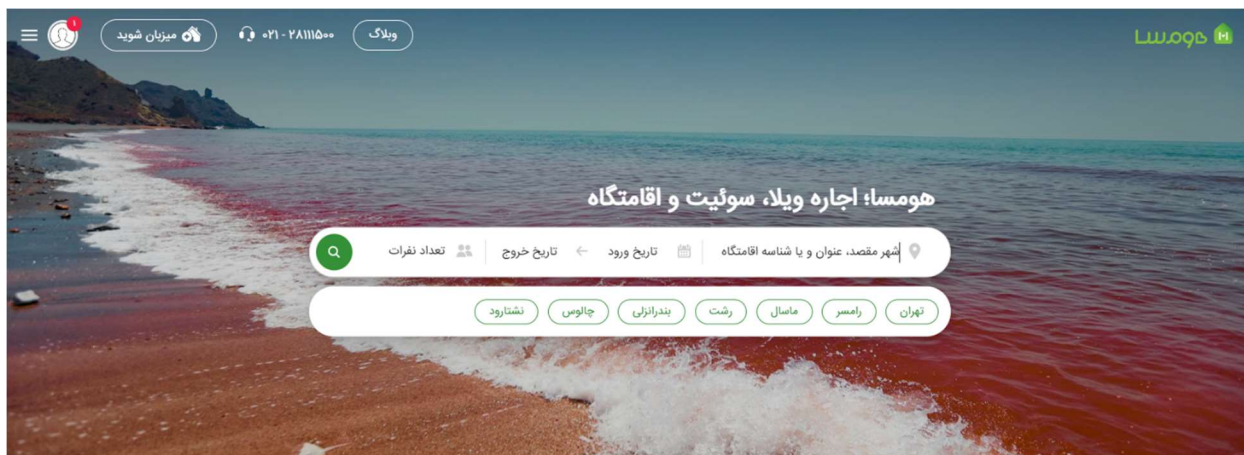 هومسا
وبلاگ
۰۲۱ - ۲۸۱۱۱۵۰۰
میزبان شوید
۱
هومسا؛ اجاره ویلا، سوئیت و اقامتگاه
شهر مقصد، عنوان و یا شناسه اقامتگاه تاریخ ورود ← تاریخ خروج تعداد نفرات
تهران رامسر ماسال رشت بندرانزلی چالوس نشتارود